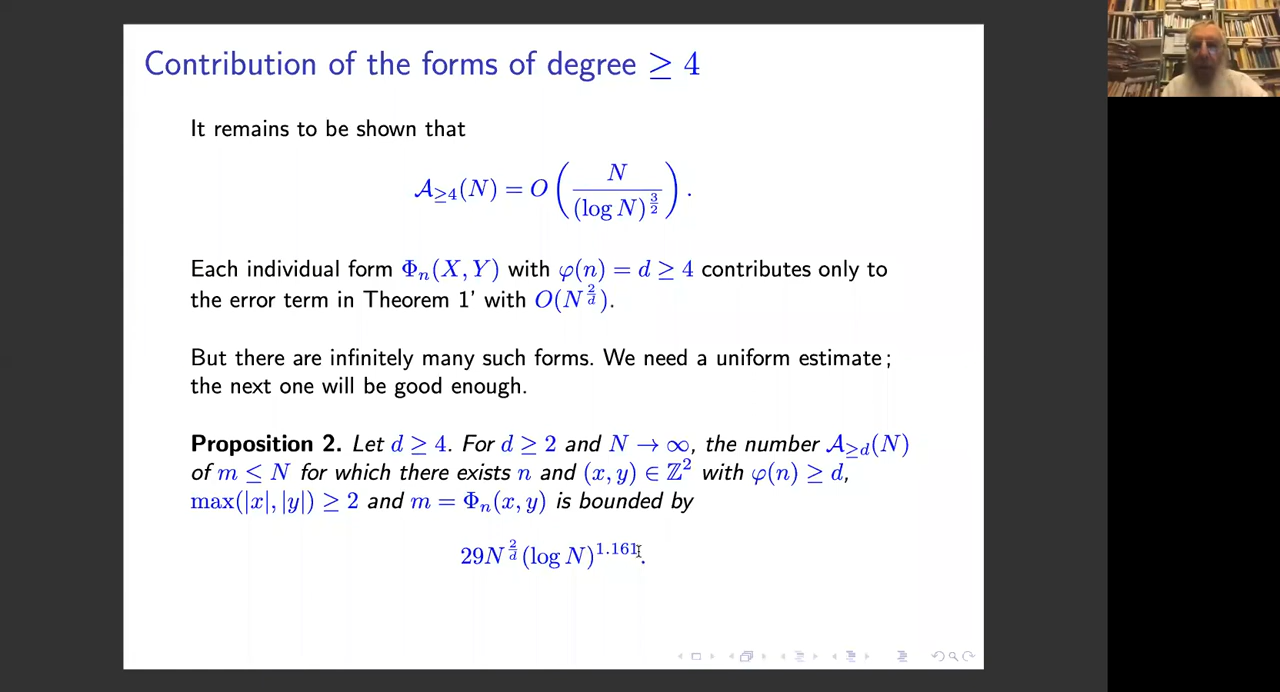 Contribution of the forms of degree ≥ 4
It remains to be shown that
𝒜≥4(N) = O ( N / (log N)^{3/2} ) .
Each individual form Φₙ(X, Y) with φ(n) = d ≥ 4 contributes only to
the error term in Theorem 1' with O(N^{2/d}).
But there are infinitely many such forms. We need a uniform estimate ;
the next one will be good enough.
Proposition 2. Let d ≥ 4. For d ≥ 2 and N → ∞, the number 𝒜≥d(N)
of m ≤ N for which there exists n and (x, y) ∈ ℤ² with φ(n) ≥ d,
max(|x|, |y|) ≥ 2 and m = Φₙ(x, y) is bounded by
29N^{2/d}(log N)^{1.161}.